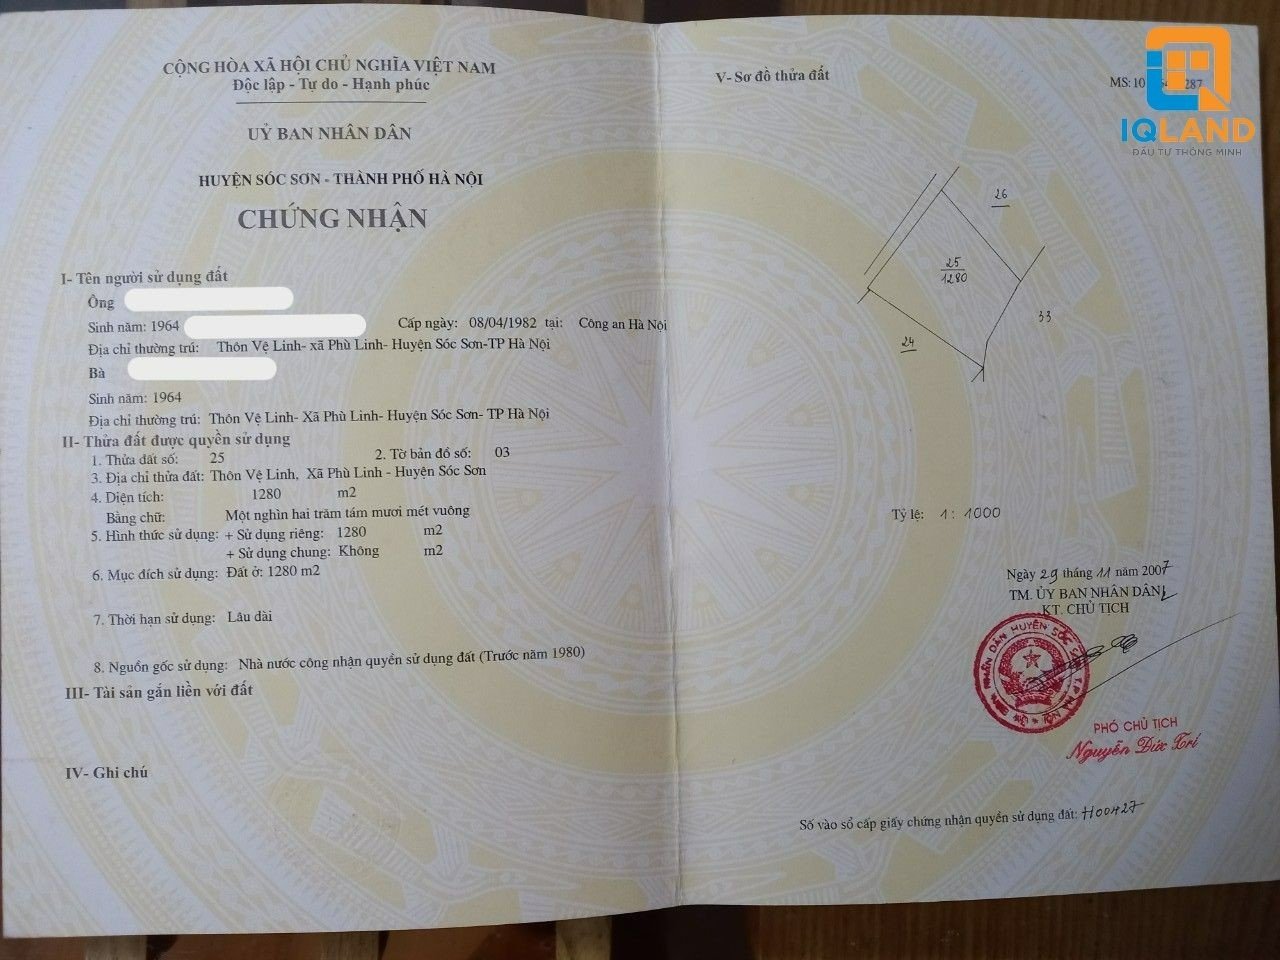 CỘNG HÒA XÃ HỘI CHỦ NGHĨA VIỆT NAM
Độc lập - Tự do - Hạnh phúc
UỶ BAN NHÂN DÂN
HUYỆN SÓC SƠN - THÀNH PHỐ HÀ NỘI
CHỨNG NHẬN
I- Tên người sử dụng đất
Ông
Sinh năm: 1964 Cấp ngày: 08/04/1982 tại: Công an Hà Nội
Địa chỉ thường trú: Thôn Vệ Linh- xã Phù Linh- Huyện Sóc Sơn-TP Hà Nội
Bà
Sinh năm: 1964
Địa chỉ thường trú: Thôn Vệ Linh- Xã Phù Linh- Huyện Sóc Sơn- TP Hà Nội
II- Thửa đất được quyền sử dụng
1. Thửa đất số: 25 2. Tờ bản đồ số: 03
3. Địa chỉ thửa đất: Thôn Vệ Linh, Xã Phù Linh - Huyện Sóc Sơn
4. Diện tích: 1280 m2
Bằng chữ: Một nghìn hai trăm tám mươi mét vuông
5. Hình thức sử dụng: + Sử dụng riêng: 1280 m2
+ Sử dụng chung: Không m2
6. Mục đích sử dụng: Đất ở: 1280 m2
7. Thời hạn sử dụng: Lâu dài
8. Nguồn gốc sử dụng: Nhà nước công nhận quyền sử dụng đất (Trước năm 1980)
III- Tài sản gắn liền với đất
IV- Ghi chú
V- Sơ đồ thửa đất
MS: 10 287
IQLAND
ĐẦU TƯ THÔNG MINH
26
25
1280
33
24
Tỷ lệ: 1: 1000
Ngày 29 tháng 11 năm 2007
TM. ỦY BAN NHÂN DÂN
KT. CHỦ TỊCH
NHÂN DÂN HUYỆN SÓC SƠN T.P HÀ NỘI
PHÓ CHỦ TỊCH
Nguyễn Đức Trí
Số vào sổ cấp giấy chứng nhận quyền sử dụng đất: H00427